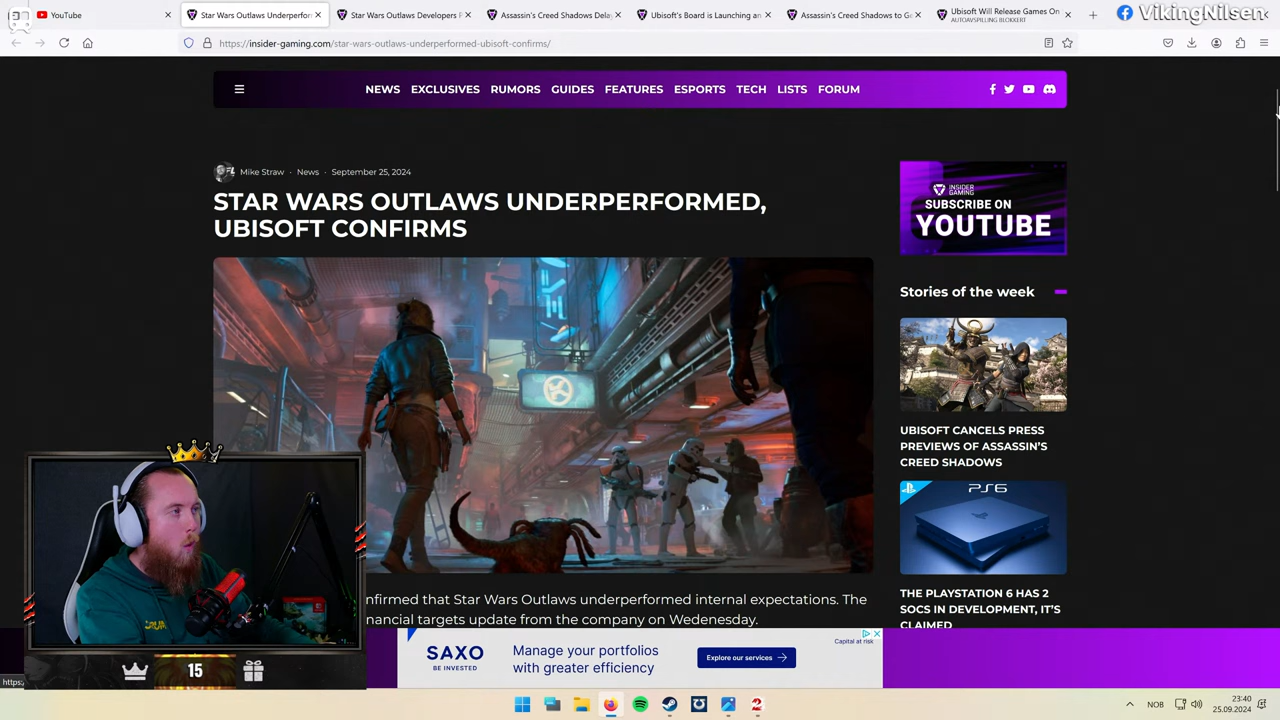 YouTube
Star Wars Outlaws Underperfor
Star Wars Outlaws Developers
Assassin's Creed Shadows Delay
Ubisoft's Board is Launching an
Assassin's Creed Shadows to
Ubisoft Will Release Games On
AUTOAVSPILLING BLOKKERT
VikingNilsen
https://insider-gaming.com/star-wars-outlaws-underperformed-ubisoft-confirms/
NEWS EXCLUSIVES RUMORS GUIDES FEATURES ESPORTS TECH LISTS FORUM
Mike Straw · News · September 25, 2024
STAR WARS OUTLAWS UNDERPERFORMED,
UBISOFT CONFIRMS
INSIDER
GAMING
SUBSCRIBE ON
YOUTUBE
Stories of the week
UBISOFT CANCELS PRESS
PREVIEWS OF ASSASSIN'S
CREED SHADOWS
PS6
THE PLAYSTATION 6 HAS 2
SOCS IN DEVELOPMENT, IT'S
CLAIMED
nfirmed that Star Wars Outlaws underperformed internal expectations. The
nancial targets update from the company on Wedenesday.
SAXO
BE INVESTED
Manage your portfolios
with greater efficiency
Explore our services
Capital at risk
15
https:
NOB
23:40
25.09.2024